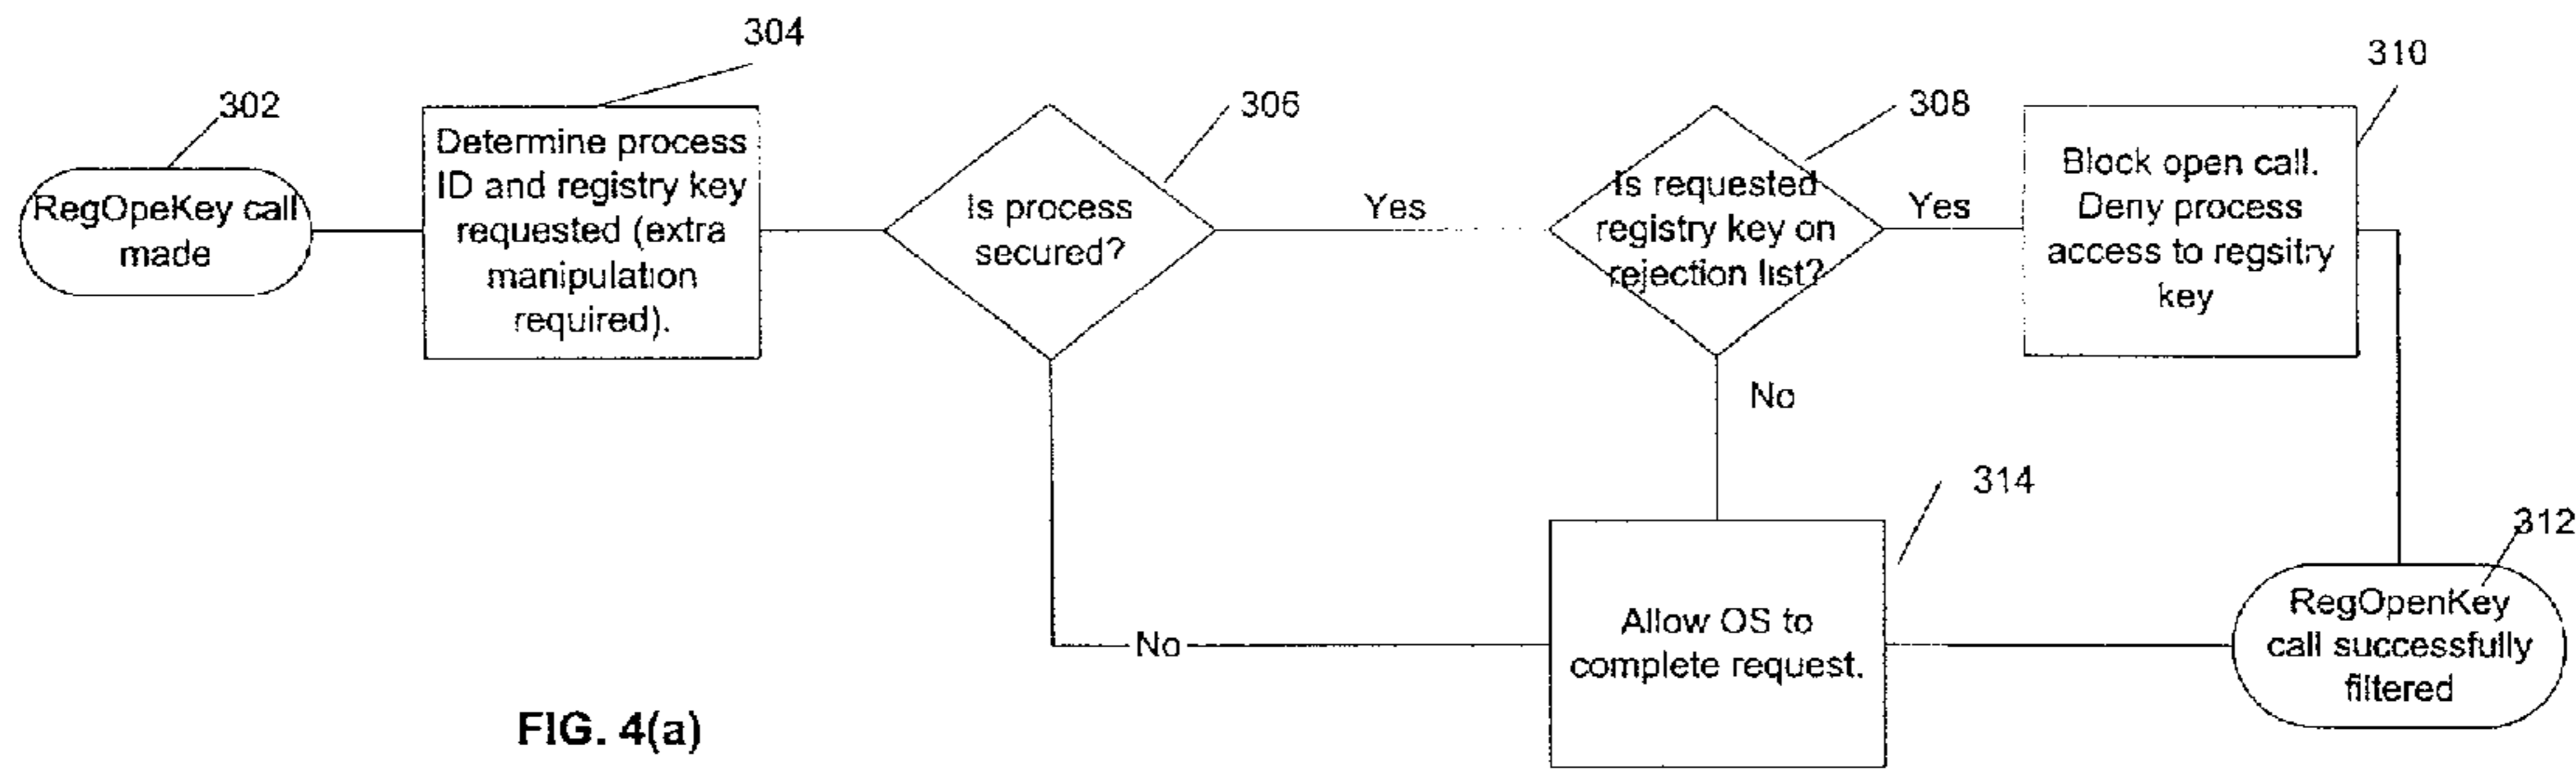 304
310
302
306
308
Determine process
ID and registry key
requested (extra
manipulation
required).
RegOpeKey call
made
Is process
secured?
Yes
Is requested
registry key on
rejection list?
Yes
Block open call.
Deny process
access to regsitry
key
No
314
312
Allow OS to
complete request.
No
RegOpenKey
call successfully
filtered
FIG. 4(a)